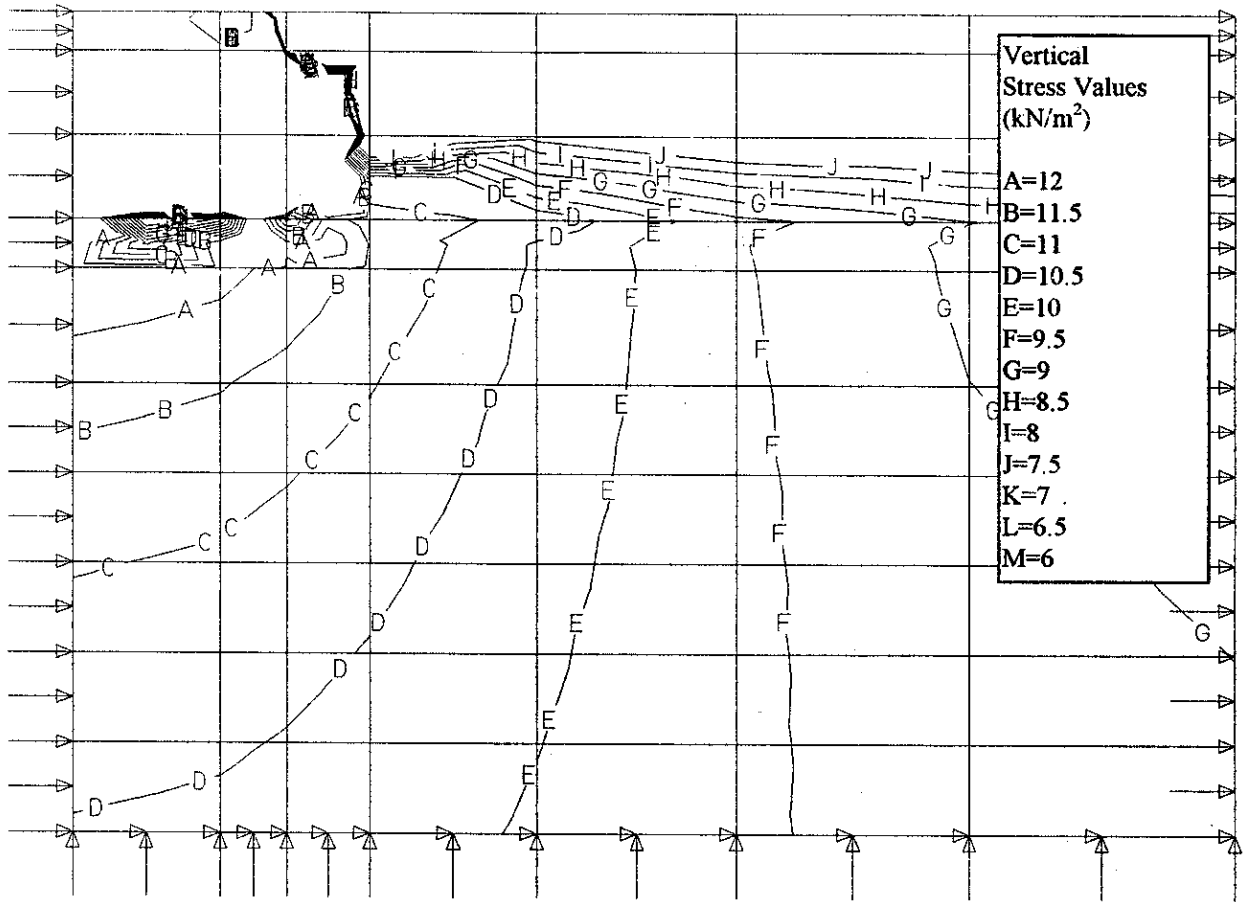 Vertical
Stress Values
(kN/m²)
A=12
B=11.5
C=11
D=10.5
E=10
F=9.5
G=9
H=8.5
I=8
J=7.5
K=7
L=6.5
M=6
I H G H I J J J
G H I H I
D E F G G H H H
C D E F G G
C D E F G
A A A
A B C D E G
C F
B B C D E G
C D E F
C C D E F
C D E F
D E
D D E G